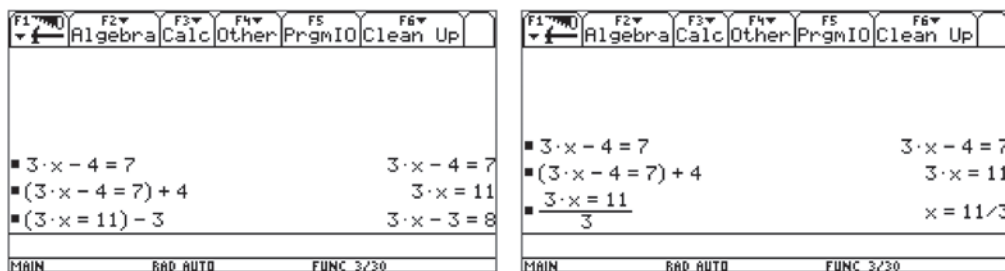 F1 F2 F3 F4 F5 F6
Algebra Calc Other PrgmIO Clean Up
3·x − 4 = 7 3·x − 4 = 7
(3·x − 4 = 7) + 4 3·x = 11
(3·x = 11) − 3 3·x − 3 = 8
MAIN RAD AUTO FUNC 3/30
F1 F2 F3 F4 F5 F6
Algebra Calc Other PrgmIO Clean Up
3·x − 4 = 7 3·x − 4 = 7
(3·x − 4 = 7) + 4 3·x = 11
3·x = 11
3 x = 11/3
MAIN RAD AUTO FUNC 3/30